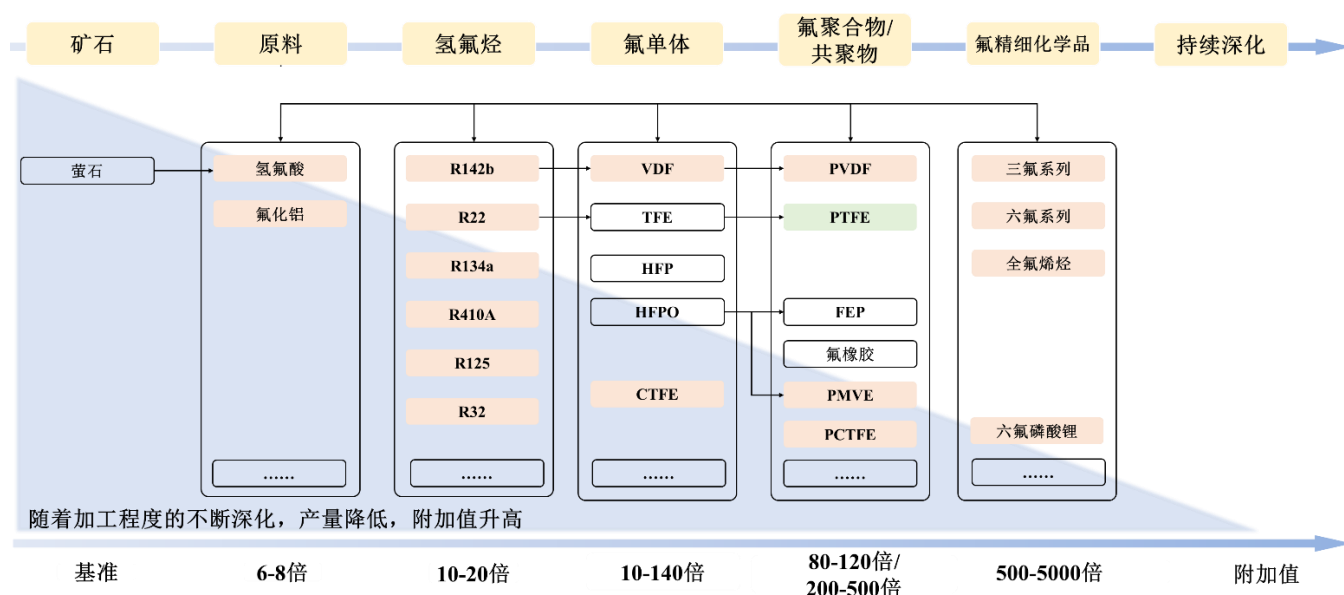 矿石
原料
氢氟烃
氟单体
氟聚合物/
共聚物
氟精细化学品
持续深化
萤石
氢氟酸
氟化铝
……
R142b
R22
R134a
R410A
R125
R32
……
VDF
TFE
HFP
HFPO
CTFE
……
PVDF
PTFE
FEP
氟橡胶
PMVE
PCTFE
……
三氟系列
六氟系列
全氟烯烃
六氟磷酸锂
……
随着加工程度的不断深化，产量降低，附加值升高
基准
6-8倍
10-20倍
10-140倍
80-120倍/
200-500倍
500-5000倍
附加值